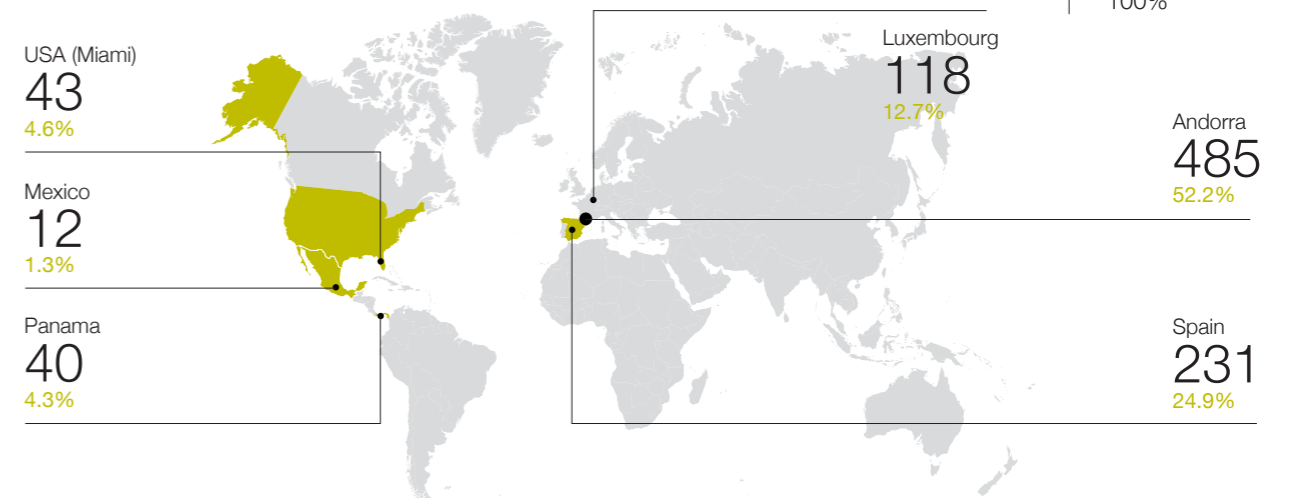 100%
USA (Miami)
43
4.6%
Mexico
12
1.3%
Panama
40
4.3%
Luxembourg
118
12.7%
Andorra
485
52.2%
Spain
231
24.9%